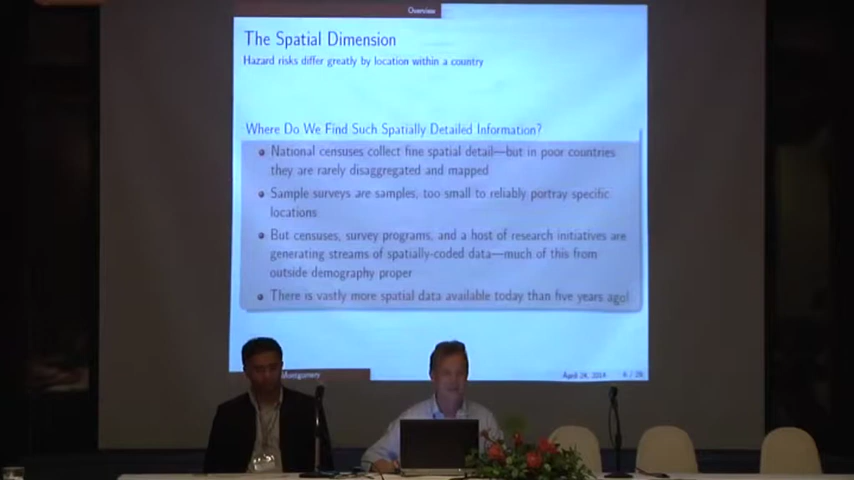 Overview
The Spatial Dimension
Hazard risks differ greatly by location within a country
Where Do We Find Such Spatially Detailed Information?
National censuses collect fine spatial detail—but in poor countries
they are rarely disaggregated and mapped
Sample surveys are samples, too small to reliably portray specific
locations
But censuses, survey programs, and a host of research initiatives are
generating streams of spatially-coded data—much of this from
outside demography proper
There is vastly more spatial data available today than five years ago!
Montgomery